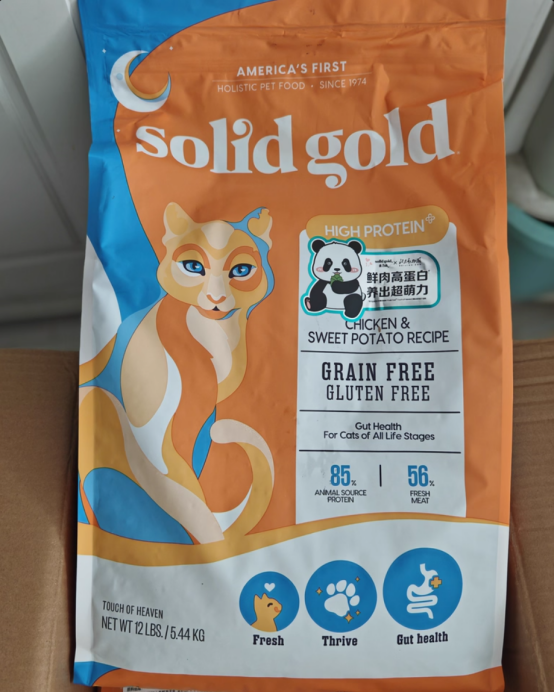 AMERICA'S FIRST
HOLISTIC PET FOOD • SINCE 1974
solid gold
HIGH PROTEIN+
鲜肉高蛋白
养出超萌力
CHICKEN &
SWEET POTATO RECIPE
GRAIN FREE
GLUTEN FREE
Gut Health
For Cats of All Life Stages
85% | 56%
ANIMAL SOURCE PROTEIN
FRESH MEAT
TOUCH OF HEAVEN
NET WT 12 LBS. / 5.44 KG
Fresh Thrive Gut health